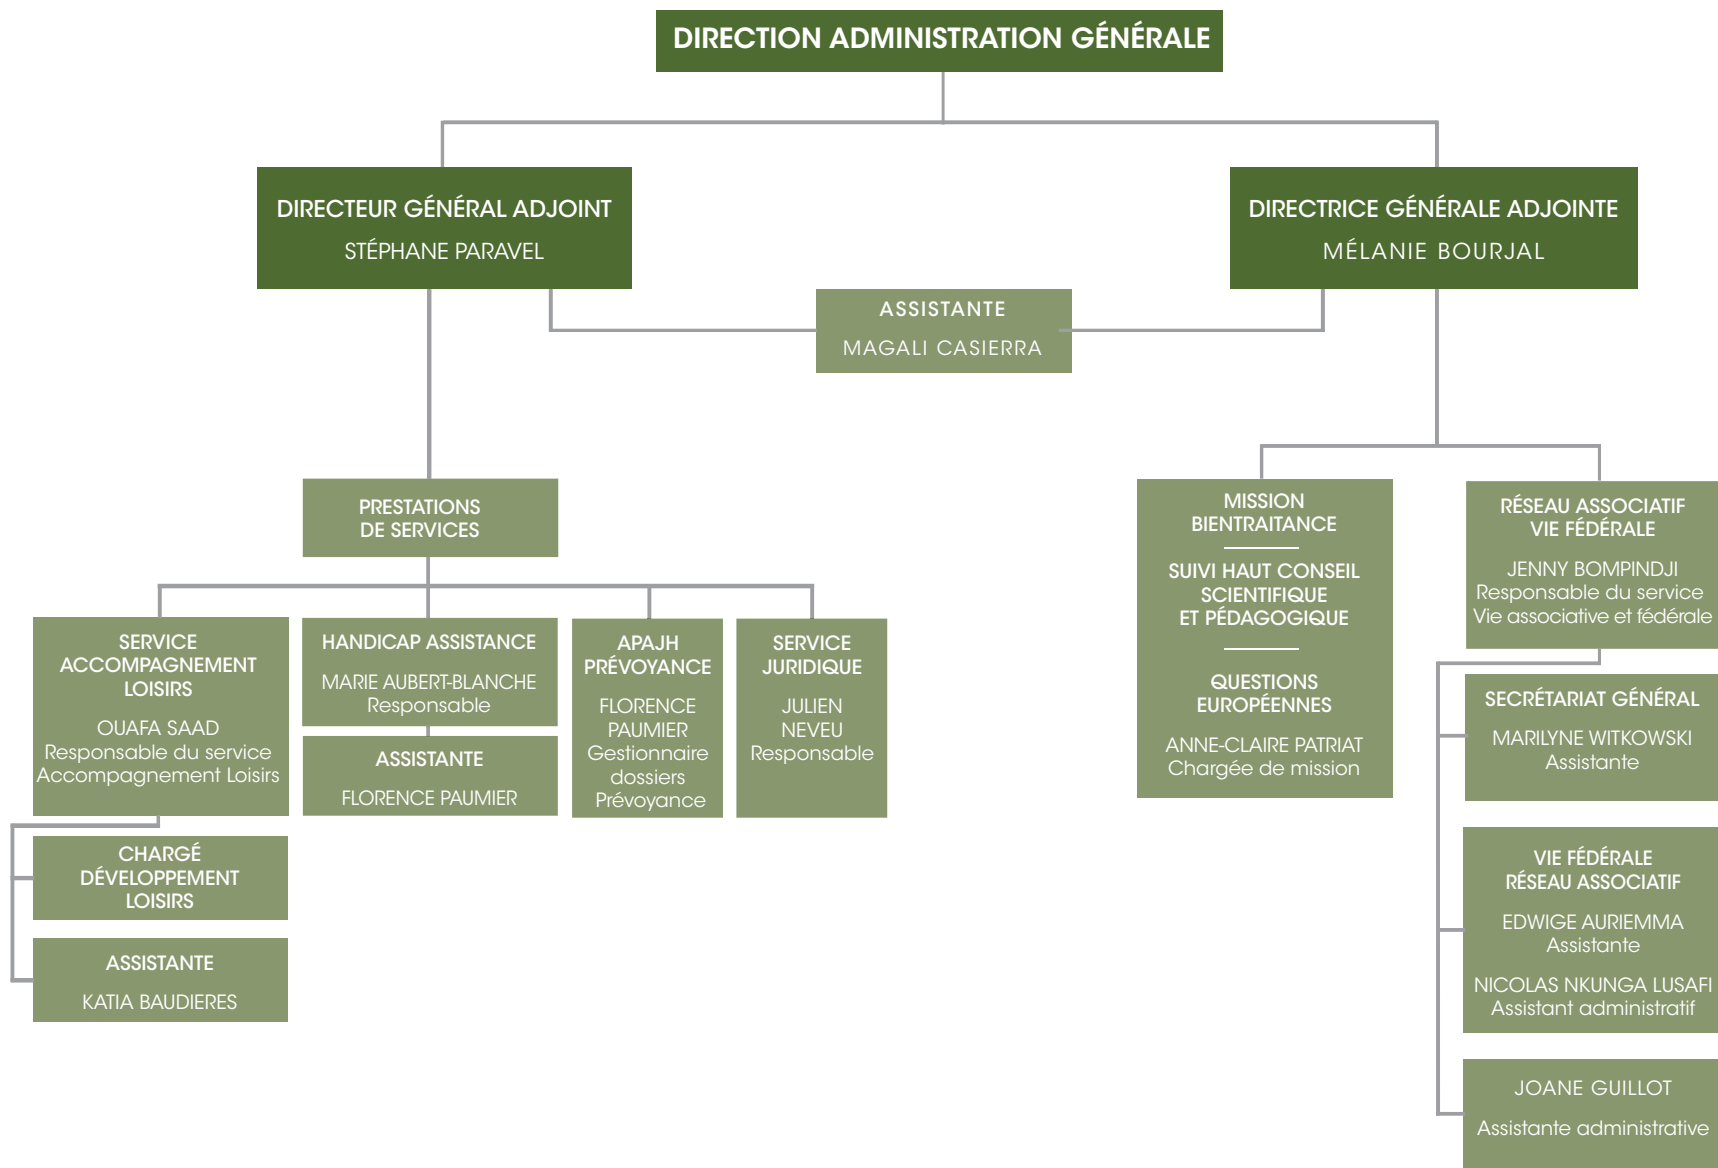 DIRECTION ADMINISTRATION GÉNÉRALE
DIRECTEUR GÉNÉRAL ADJOINT
STÉPHANE PARAVEL
DIRECTRICE GÉNÉRALE ADJOINTE
MÉLANIE BOURJAL
ASSISTANTE
MAGALI CASIERRA
PRESTATIONS
DE SERVICES
SERVICE
ACCOMPAGNEMENT
LOISIRS
OUAFA SAAD
Responsable du service
Accompagnement Loisirs
CHARGÉ
DÉVELOPPEMENT
LOISIRS
ASSISTANTE
KATIA BAUDIERES
HANDICAP ASSISTANCE
MARIE AUBERT-BLANCHE
Responsable
ASSISTANTE
FLORENCE PAUMIER
APAJH
PRÉVOYANCE
FLORENCE
PAUMIER
Gestionnaire
dossiers
Prévoyance
SERVICE
JURIDIQUE
JULIEN
NEVEU
Responsable
MISSION
BIENTRAITANCE
SUIVI HAUT CONSEIL
SCIENTIFIQUE
ET PÉDAGOGIQUE
QUESTIONS
EUROPÉENNES
ANNE-CLAIRE PATRIAT
Chargée de mission
RÉSEAU ASSOCIATIF
VIE FÉDÉRALE
JENNY BOMPINDJI
Responsable du service
Vie associative et fédérale
SECRÉTARIAT GÉNÉRAL
MARILYNE WITKOWSKI
Assistante
VIE FÉDÉRALE
RÉSEAU ASSOCIATIF
EDWIGE AURIEMMA
Assistante
NICOLAS NKUNGA LUSAFI
Assistant administratif
JOANE GUILLOT
Assistante administrative